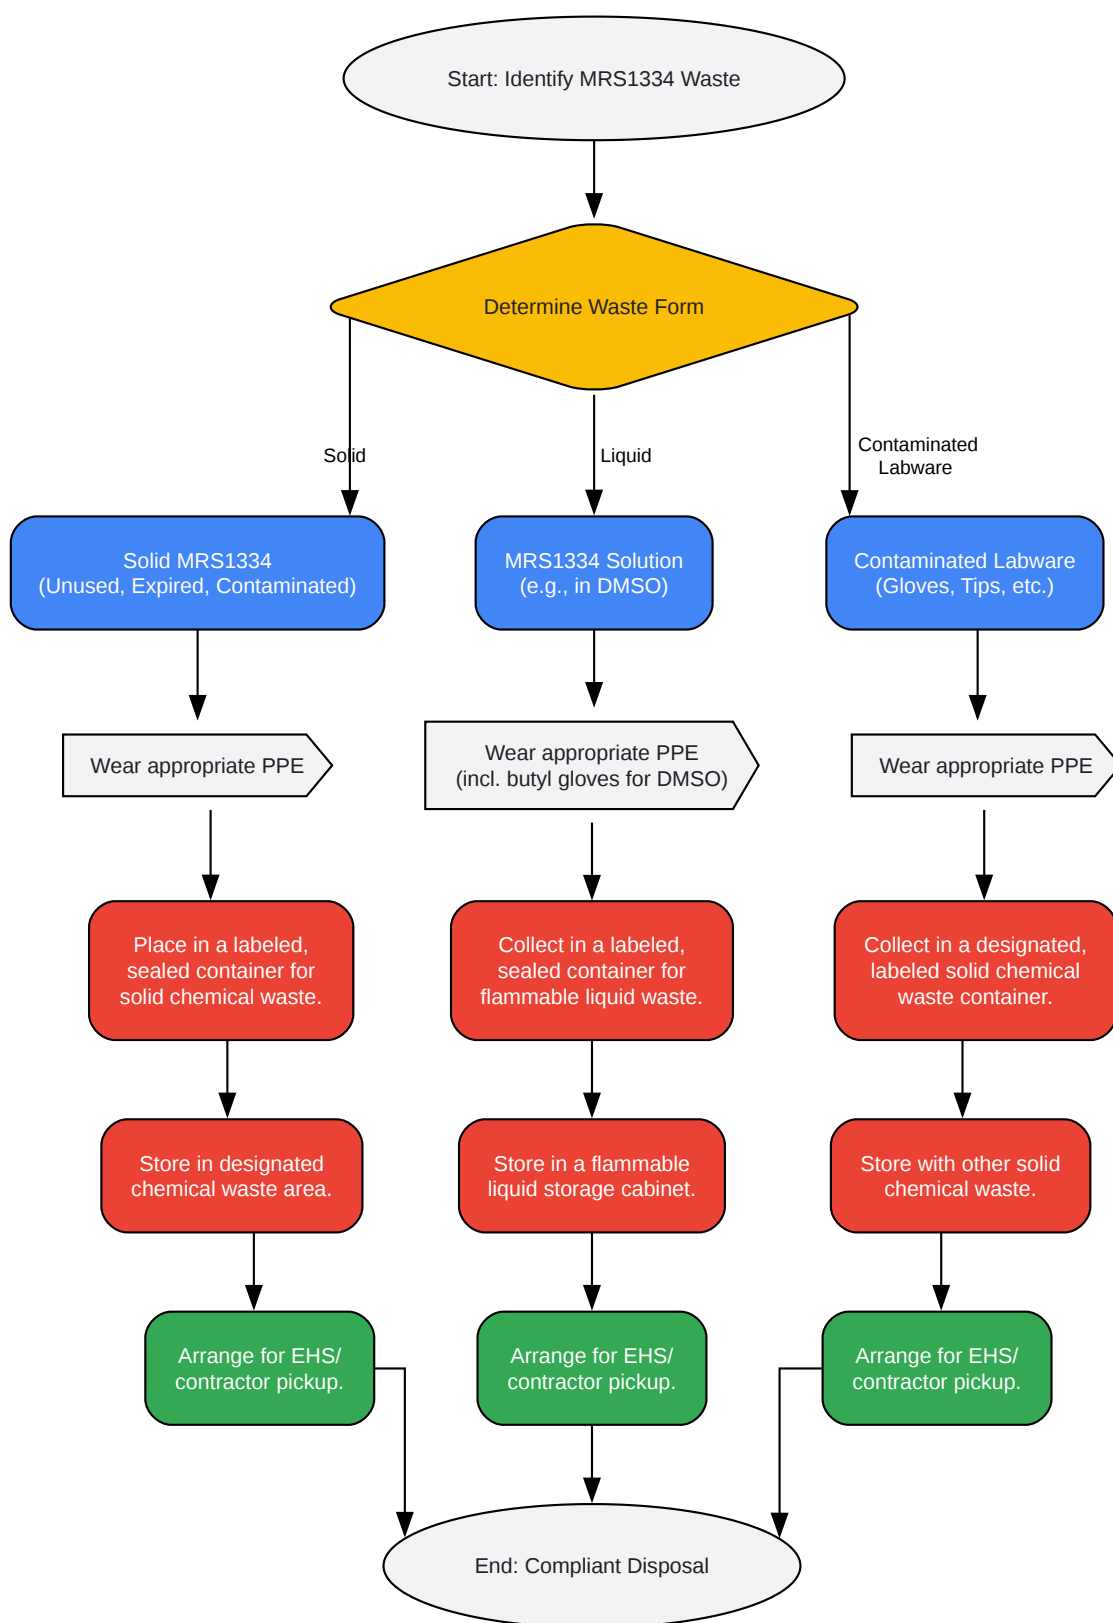 Start: Identify MRS1334 Waste
Determine Waste Form
Solid
Liquid
Contaminated
Labware
Solid MRS1334
(Unused, Expired, Contaminated)
MRS1334 Solution
(e.g., in DMSO)
Contaminated Labware
(Gloves, Tips, etc.)
Wear appropriate PPE
Wear appropriate PPE
(incl. butyl gloves for DMSO)
Wear appropriate PPE
Place in a labeled,
sealed container for
solid chemical waste.
Collect in a labeled,
sealed container for
flammable liquid waste.
Collect in a designated,
labeled solid chemical
waste container.
Store in designated
chemical waste area.
Store in a flammable
liquid storage cabinet.
Store with other solid
chemical waste.
Arrange for EHS/
contractor pickup.
Arrange for EHS/
contractor pickup.
Arrange for EHS/
contractor pickup.
End: Compliant Disposal